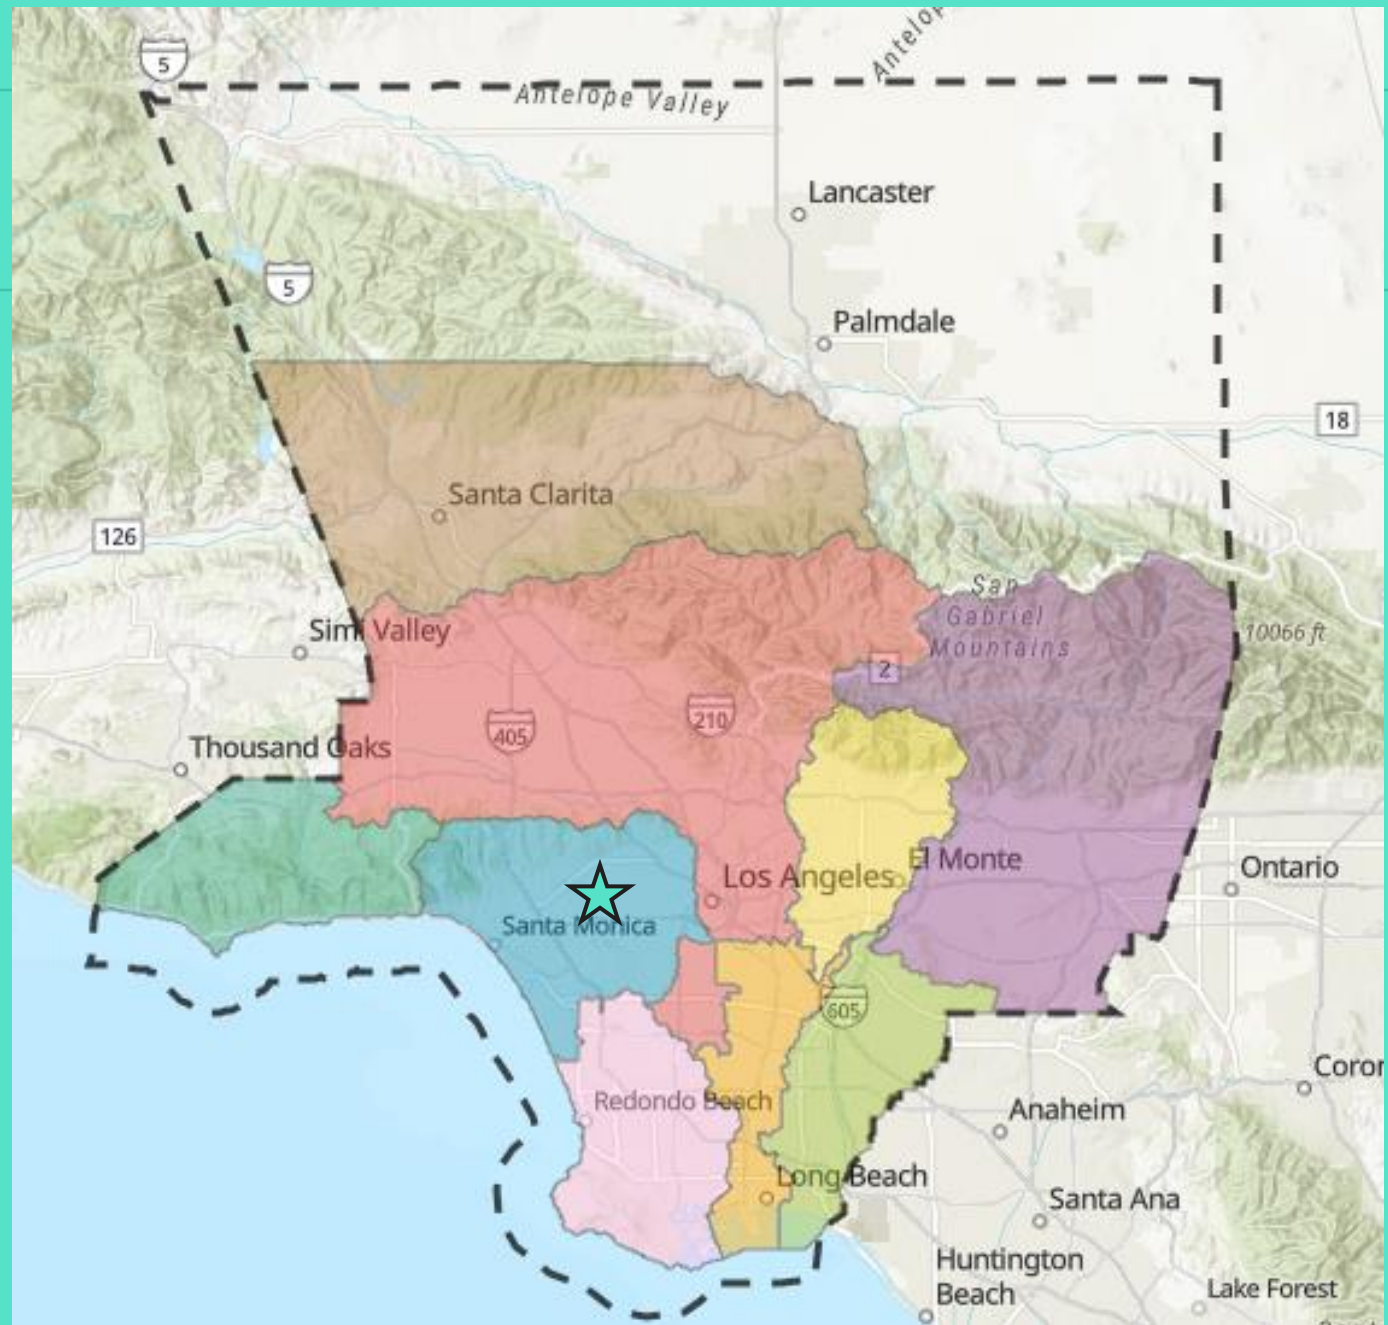 5
Antelop
Antelope Valley
Lancaster
5
Palmdale
18
Santa Clarita
126
San
Gabriel
Mountains
10066 ft
Simi Valley
2
210
405
Thousand Oaks
El Monte
Ontario
Los Angeles
Santa Monica
605
Coror
Redondo Beach
Anaheim
Long Beach
Santa Ana
Huntington
Beach
Lake Forest